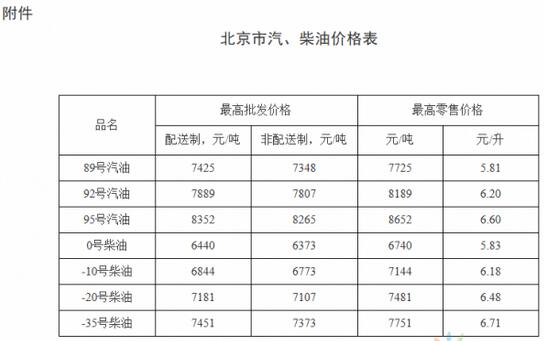 附件
北京市汽、柴油价格表
品名 最高批发价格 最高零售价格
配送制，元/吨 非配送制，元/吨 元/吨 元/升
89号汽油 7425 7348 7725 5.81
92号汽油 7889 7807 8189 6.20
95号汽油 8352 8265 8652 6.60
0号柴油 6440 6373 6740 5.83
-10号柴油 6844 6773 7144 6.18
-20号柴油 7181 7107 7481 6.48
-35号柴油 7451 7373 7751 6.71